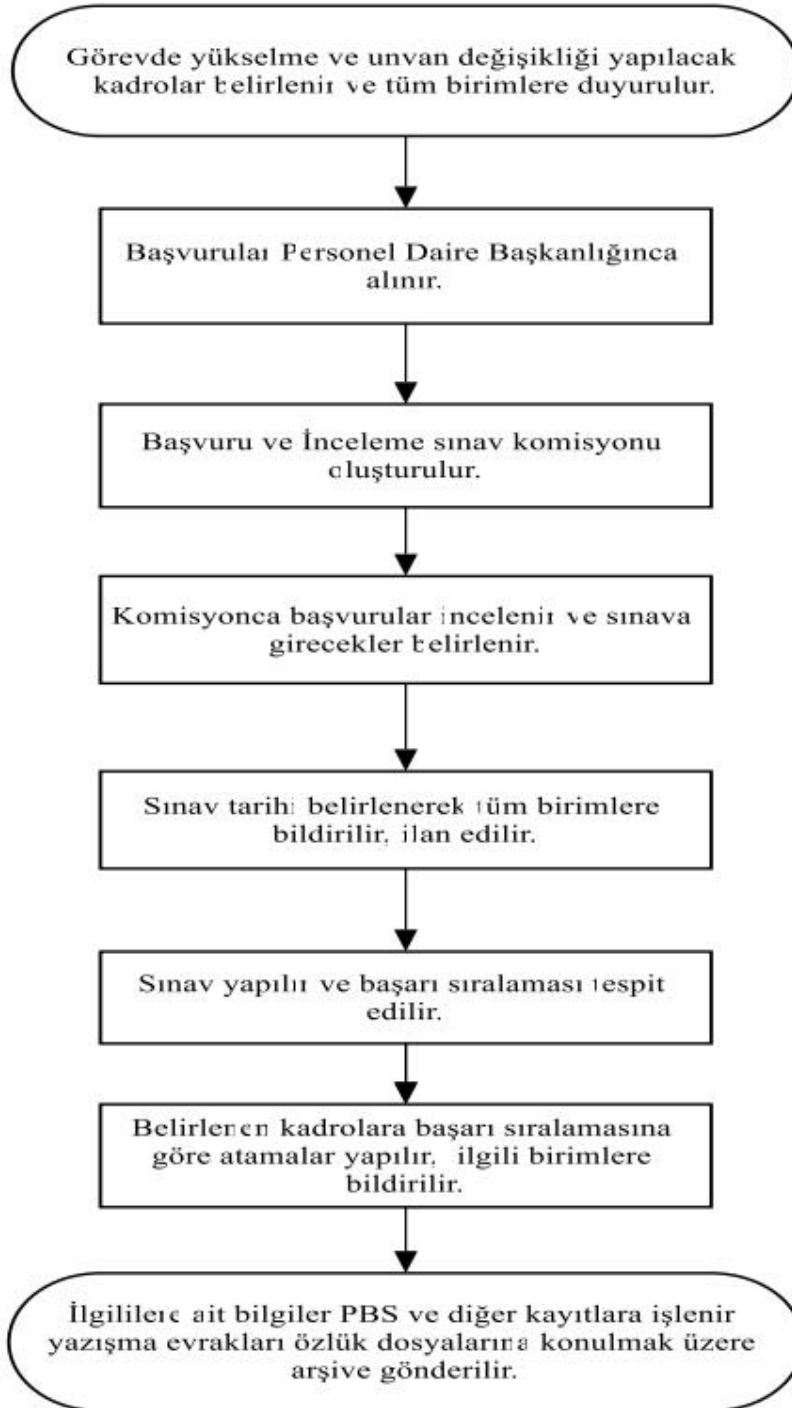 Görevde yükselme ve unvan değişikliği yapılacak
kadrolar belirlenir ve tüm birimlere duyurulur.
Başvurular Personel Daire Başkanlığınca
alınır.
Başvuru ve İnceleme sınav komisyonu
oluşturulur.
Komisyonca başvurular incelenir ve sınava
girecekler belirlenir.
Sınav tarihi belirlenerek tüm birimlere
bildirilir, ilan edilir.
Sınav yapılır ve başarı sıralaması tespit
edilir.
Belirlenen kadrolara başarı sıralamasına
göre atamalar yapılır, ilgili birimlere
bildirilir.
İlgililere ait bilgiler PBS ve diğer kayıtlara işlenir
yazışma evrakları özlük dosyalarına konulmak üzere
arşive gönderilir.